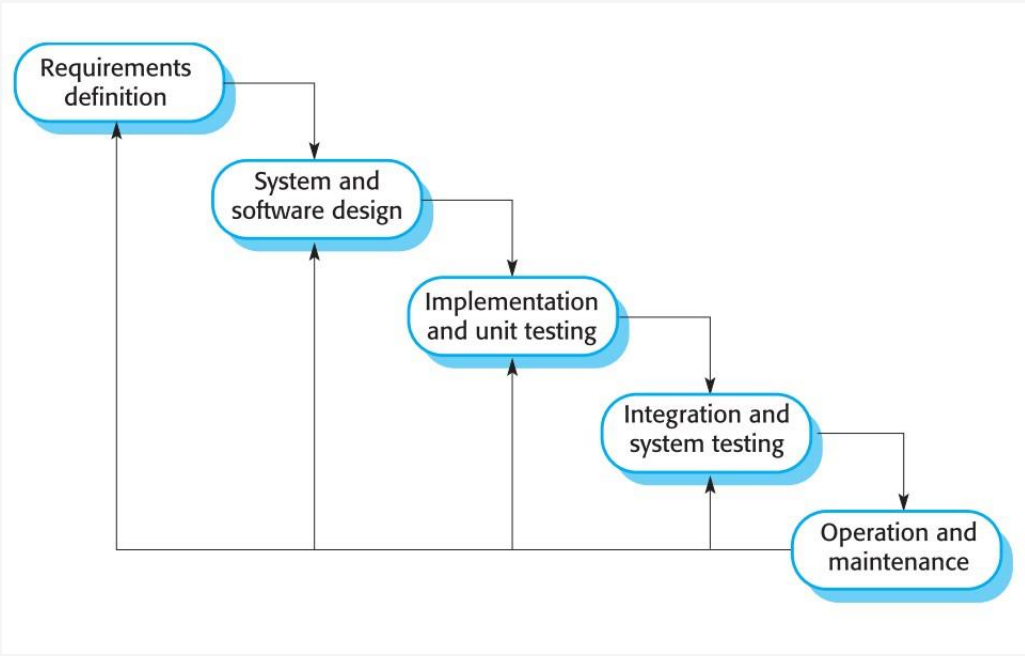 Requirements
definition
System and
software design
Implementation
and unit testing
Integration and
system testing
Operation and
maintenance